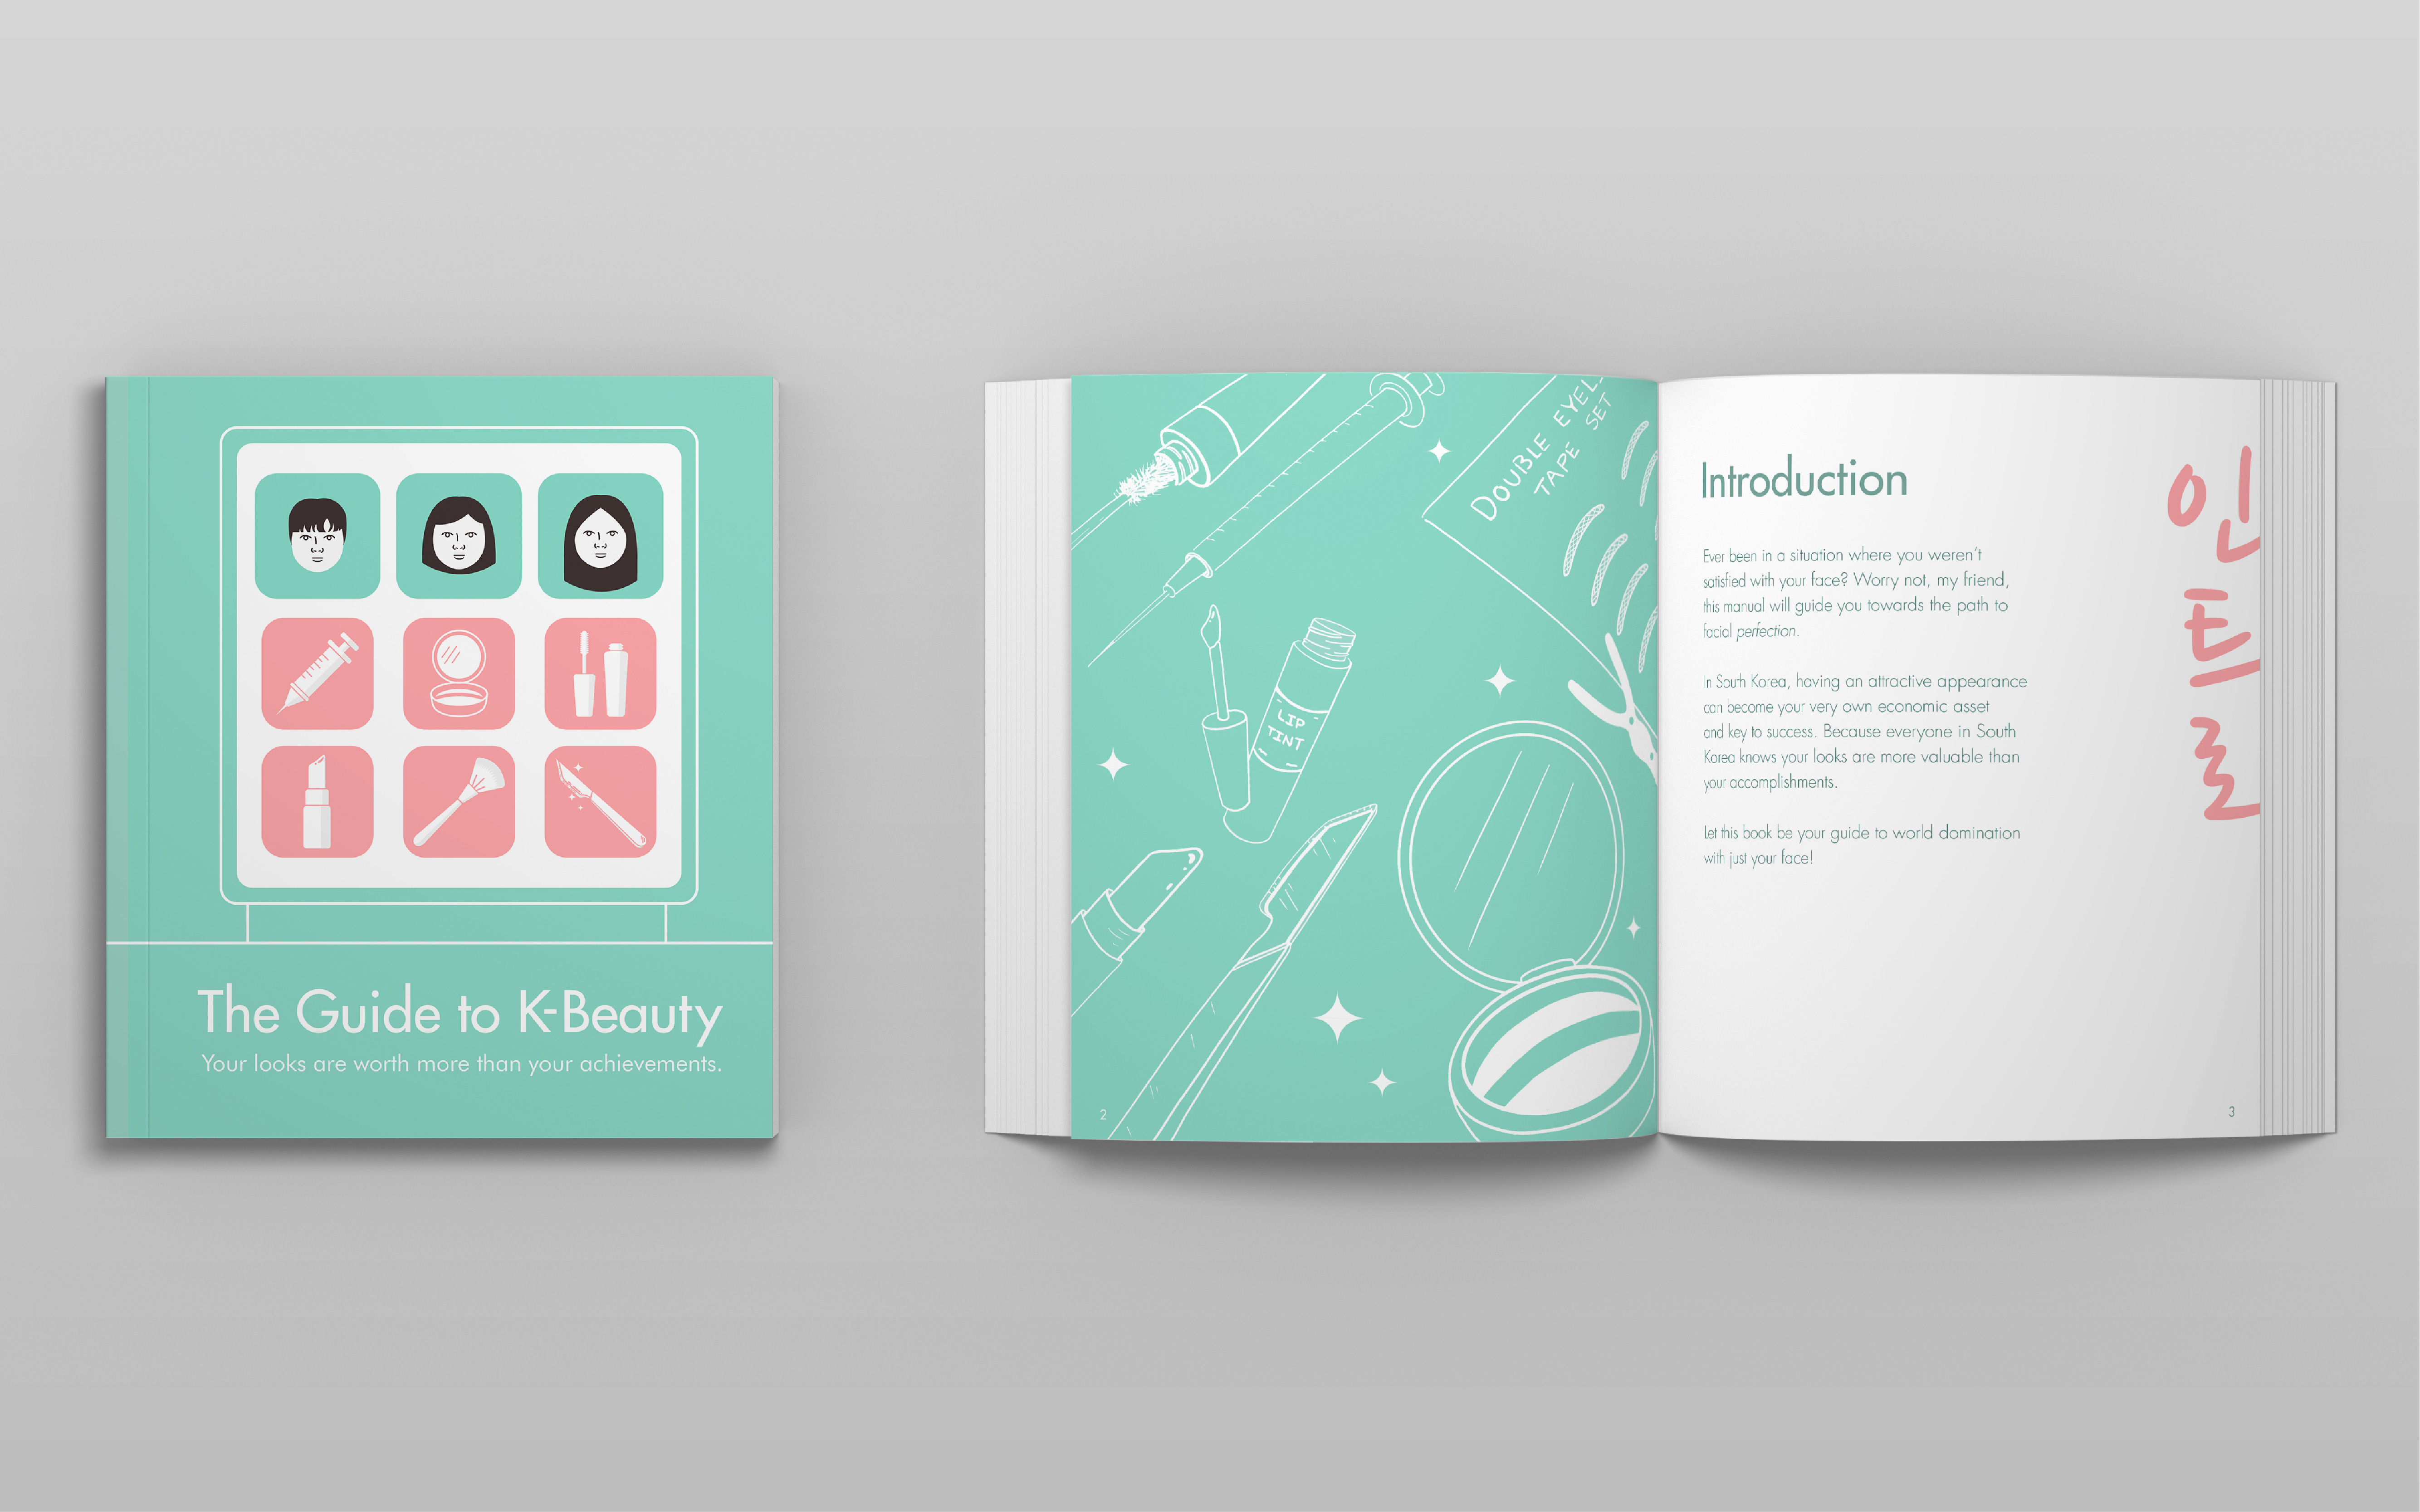 The Guide to K-Beauty
Your looks are worth more than your achievements.
DOUBLE
TAPE SET
LIP
TINT
2
Introduction
Ever been in a situation where you weren't
satisfied with your face? Worry not, my friend,
this manual will guide you towards the path to
facial perfection.
In South Korea, having an attractive appearance
can become your very own economic asset
and key to success. Because everyone in South
Korea knows your looks are more valuable than
your accomplishments.
Let this book be your guide to world domination
with just your face!
인
트
로
3